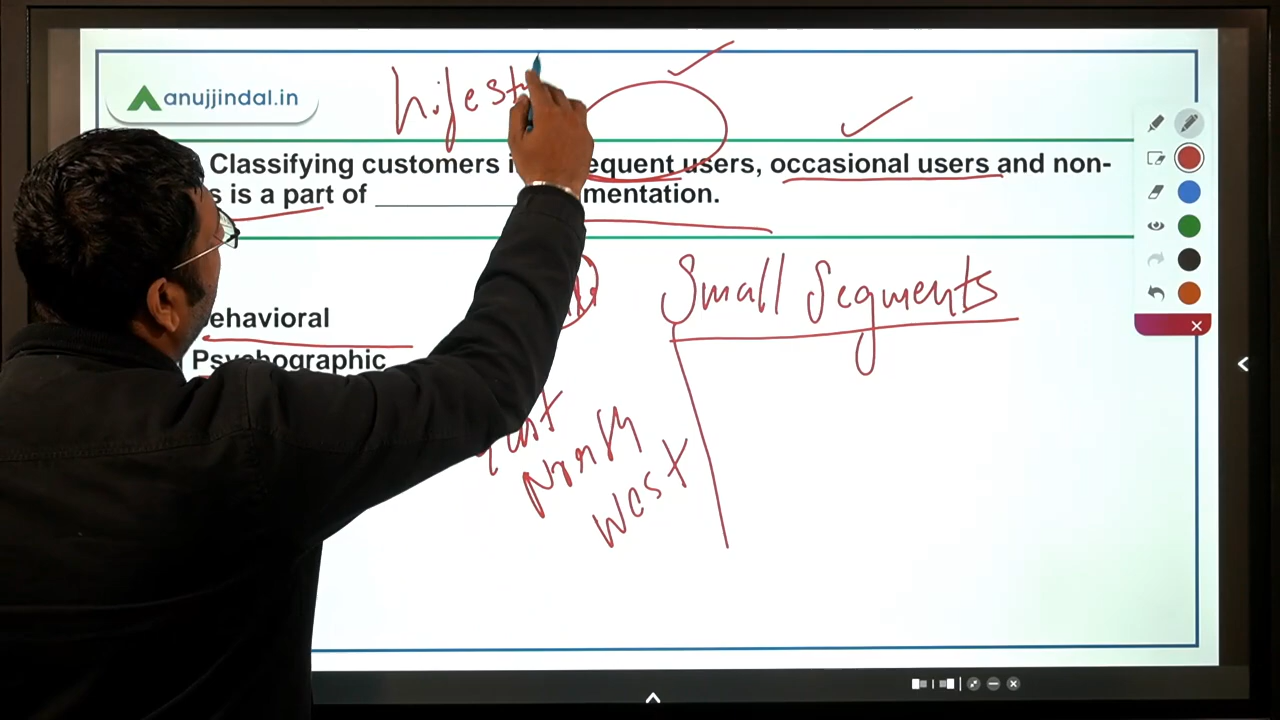 anujjindal.in
Classifying customers equent users, occasional users and non-
s is a part of mentation.
Small Segments
ehavioral
Psychographic
North
West